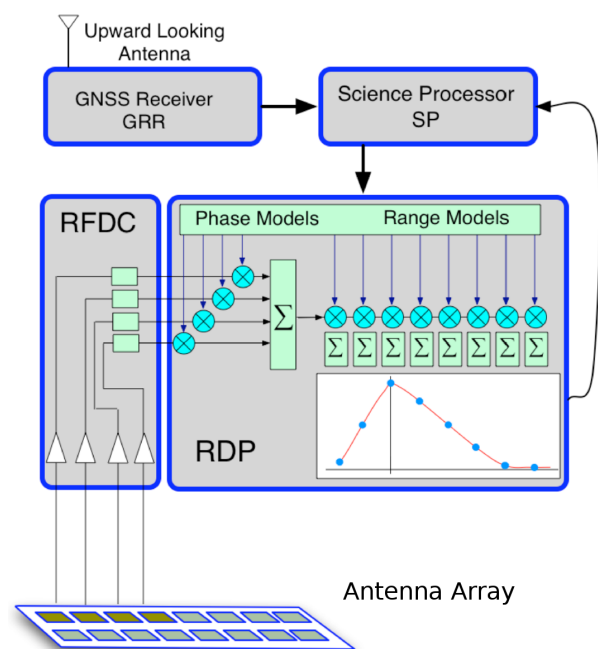 Upward Looking
Antenna
GNSS Receiver
GRR
Science Processor
SP
RFDC
Phase Models
Range Models
Σ
Σ Σ Σ Σ Σ Σ Σ Σ
RDP
Antenna Array